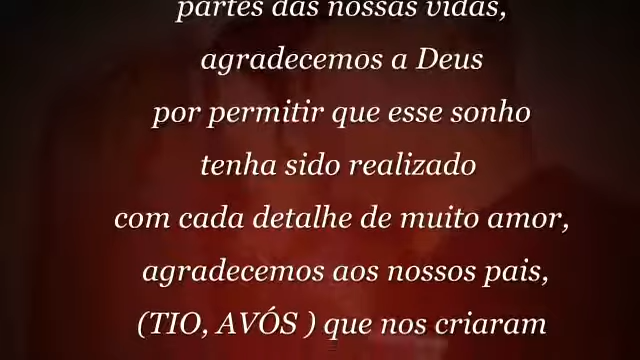 partes das nossas vidas,
agradecemos a Deus
por permitir que esse sonho
tenha sido realizado
com cada detalhe de muito amor,
agradecemos aos nossos pais,
(TIO, AVÓS ) que nos criaram